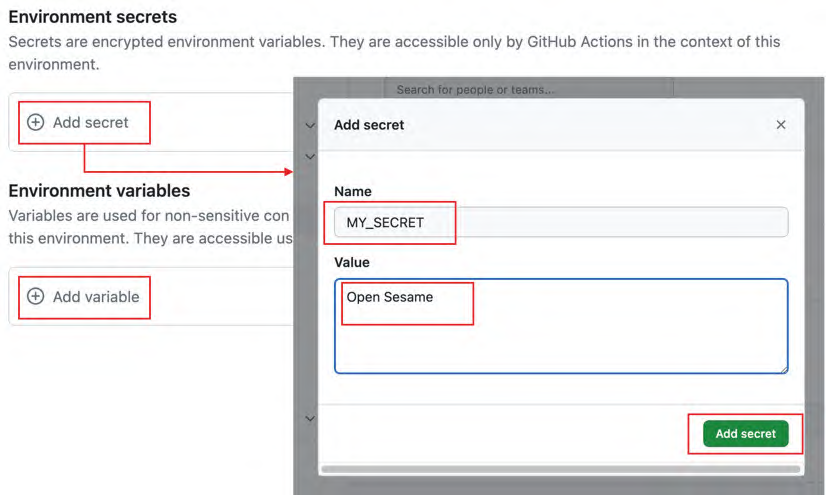 Environment secrets
Secrets are encrypted environment variables. They are accessible only by GitHub Actions in the context of this
environment.
Search for people or teams...
Add secret
Add secret
Name
MY_SECRET
Environment variables
Variables are used for non-sensitive con
this environment. They are accessible us
Value
Open Sesame
Add variable
Add secret